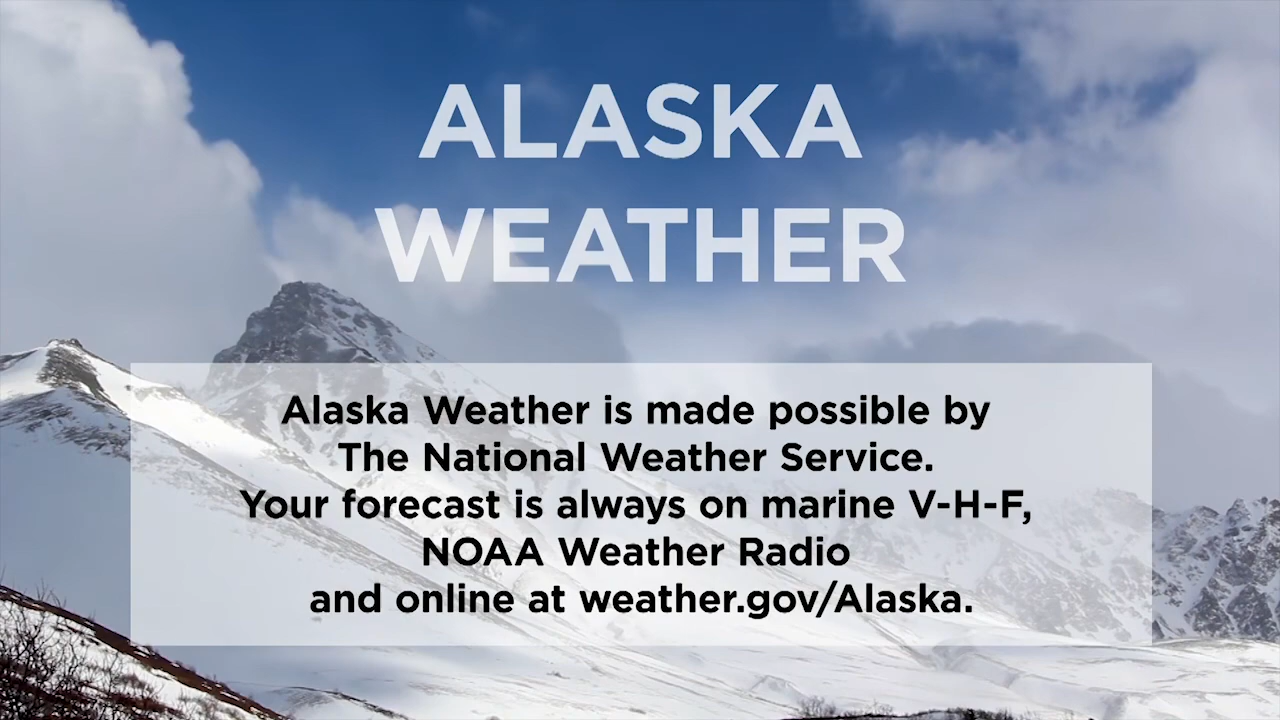 ALASKA
WEATHER
Alaska Weather is made possible by
The National Weather Service.
Your forecast is always on marine V-H-F,
NOAA Weather Radio
and online at weather.gov/Alaska.